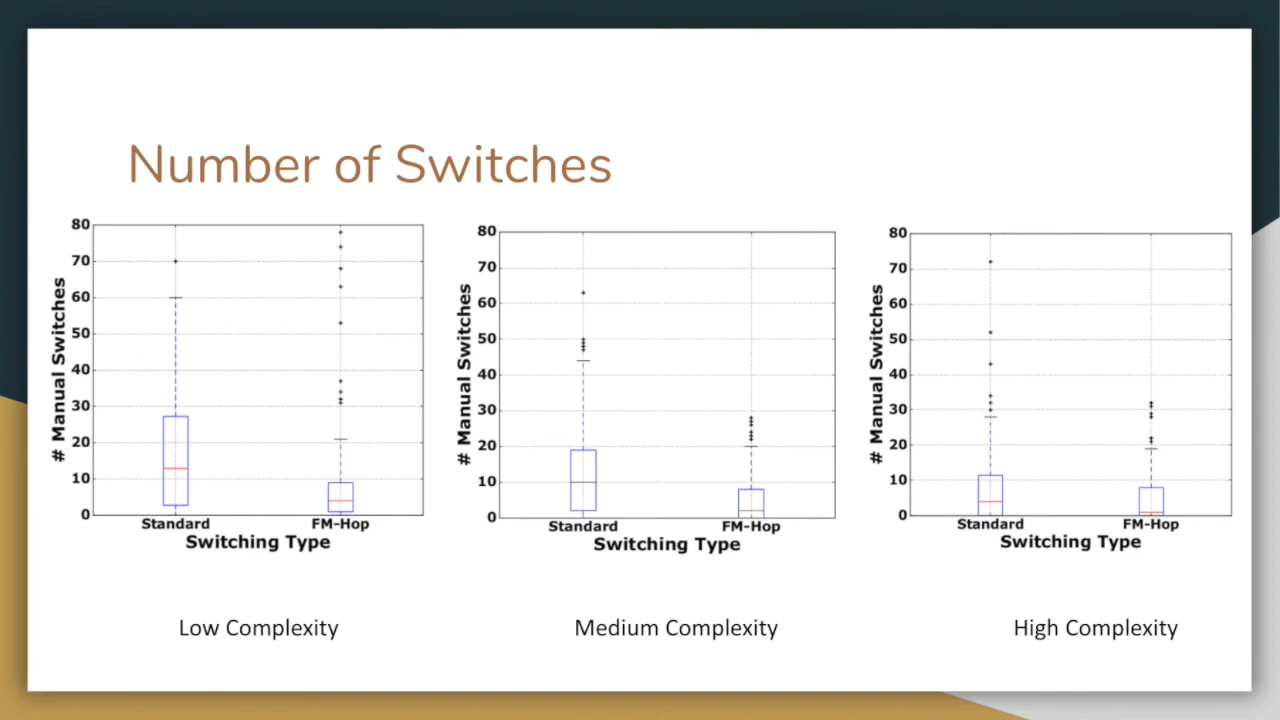 Number of Switches
80
70
60
50
40
30
20
10
0
# Manual Switches
Standard
FM-Hop
Switching Type
80
70
60
50
40
30
20
10
0
# Manual Switches
Standard
FM-Hop
Switching Type
80
70
60
50
40
30
20
10
0
# Manual Switches
Standard
FM-Hop
Switching Type
Low Complexity
Medium Complexity
High Complexity